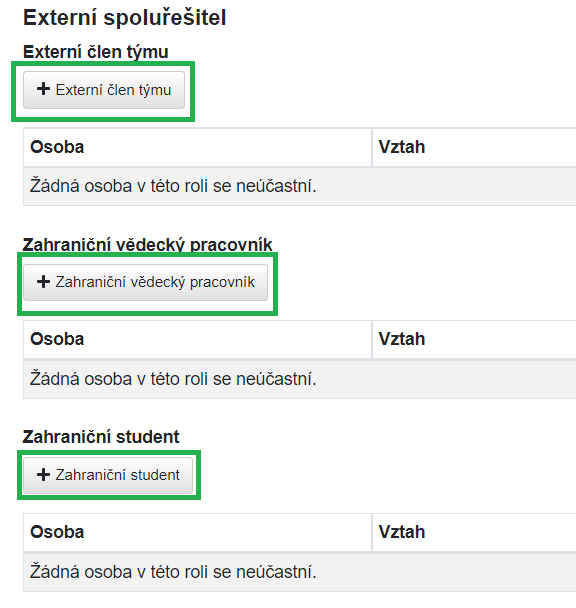 Externí spoluřešitel
Externí člen týmu
+ Externí člen týmu
Osoba Vztah
Žádná osoba v této roli se neúčastní.
Zahraniční vědecký pracovník
+ Zahraniční vědecký pracovník
Osoba Vztah
Žádná osoba v této roli se neúčastní.
Zahraniční student
+ Zahraniční student
Osoba Vztah
Žádná osoba v této roli se neúčastní.